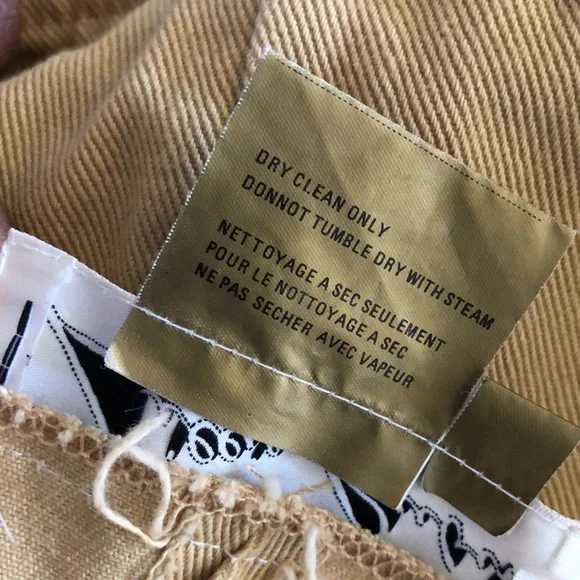 DRY CLEAN ONLY
DONNOT TUMBLE DRY WITH STEAM
NETTOYAGE A SEC SEULEMENT
POUR LE NOTTOYAGE A SEC
NE PAS SECHER AVEC VAPEUR